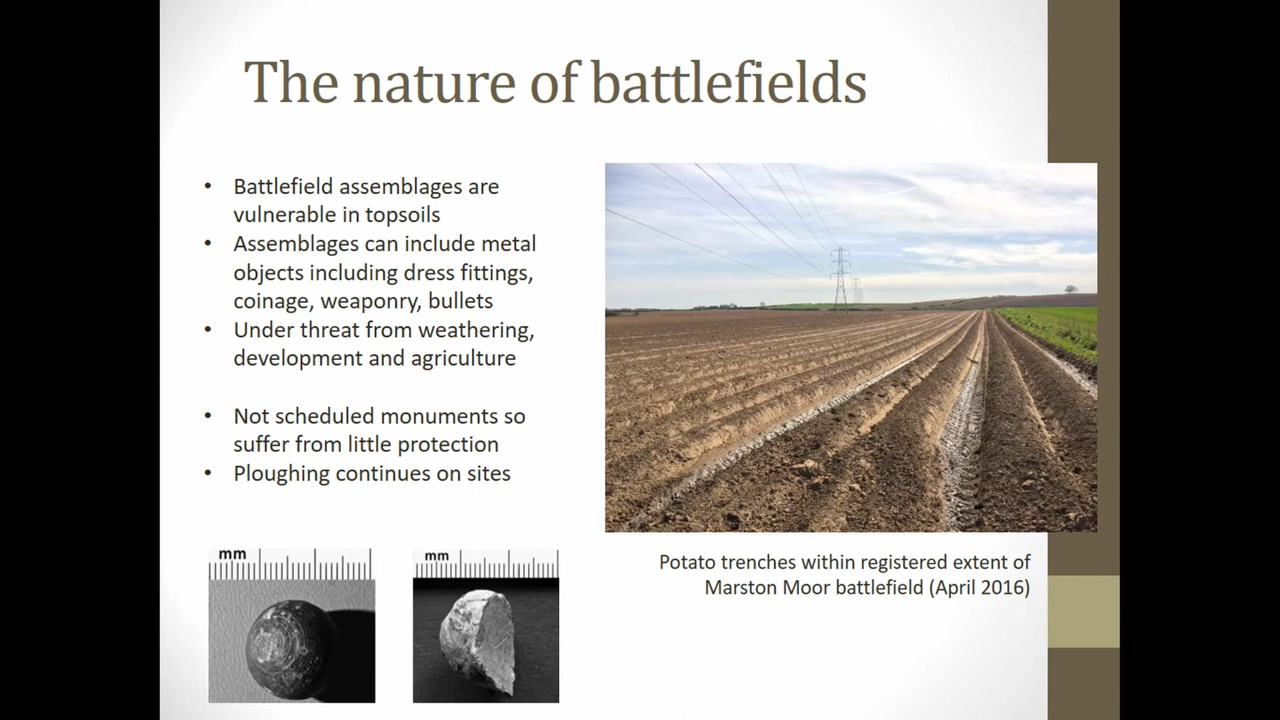 The nature of battlefields
• Battlefield assemblages are
vulnerable in topsoils
• Assemblages can include metal
objects including dress fittings,
coinage, weaponry, bullets
• Under threat from weathering,
development and agriculture
• Not scheduled monuments so
suffer from little protection
• Ploughing continues on sites
Potato trenches within registered extent of
Marston Moor battlefield (April 2016)
mm
mm